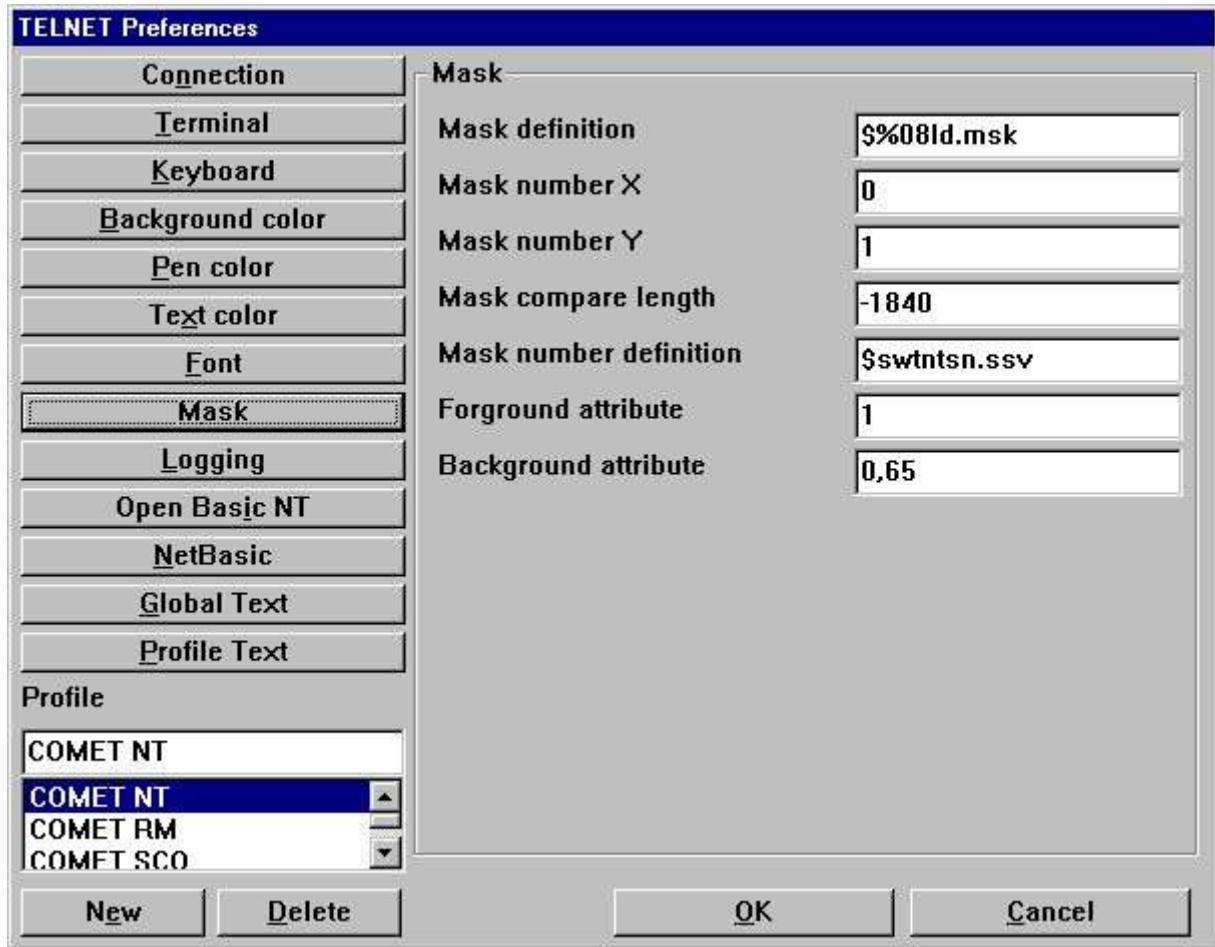 TELNET Preferences
Connection
Terminal
Keyboard
Background color
Pen color
Text color
Font
Mask
Logging
Open Basic NT
NetBasic
Global Text
Profile Text
Profile
COMET NT
COMET NT
COMET RM
COMET SCO
New
Delete
Mask
Mask definition
$%08ld.msk
Mask number X
0
Mask number Y
1
Mask compare length
-1840
Mask number definition
$swtntsn.ssv
Forground attribute
1
Background attribute
0,65
OK
Cancel